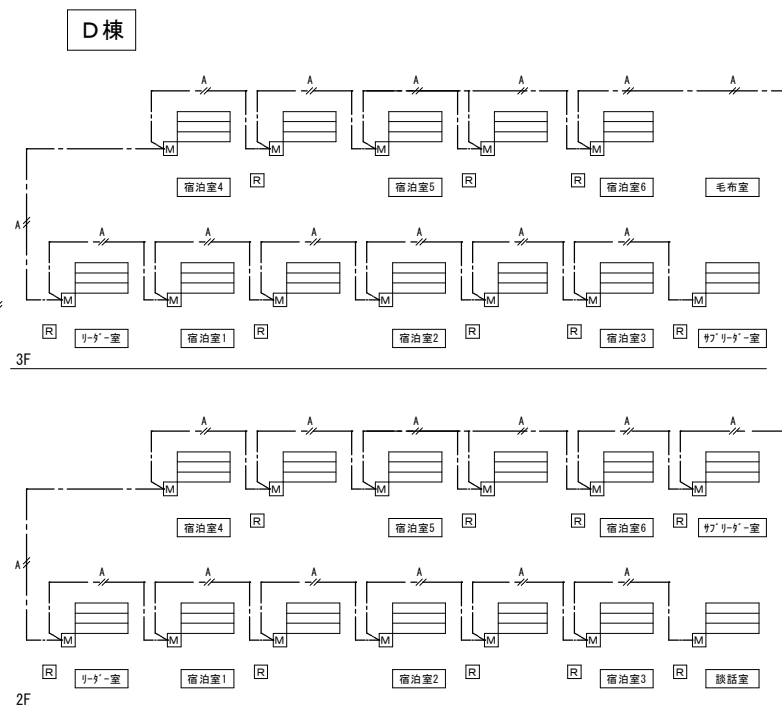 D棟
A A A A A A
M M M M M
R R R
宿泊室4 宿泊室5 宿泊室6 毛布室
A
A A A A A A
M M M M M M M
R R R R R
リーダー室 宿泊室1 宿泊室2 宿泊室3 サブリーダー室
3F
A A A A A A
M M M M M M
R R R R
宿泊室4 宿泊室5 宿泊室6 サブリーダー室
A
A A A A A A
M M M M M M M
R R R R R
リーダー室 宿泊室1 宿泊室2 宿泊室3 談話室
2F